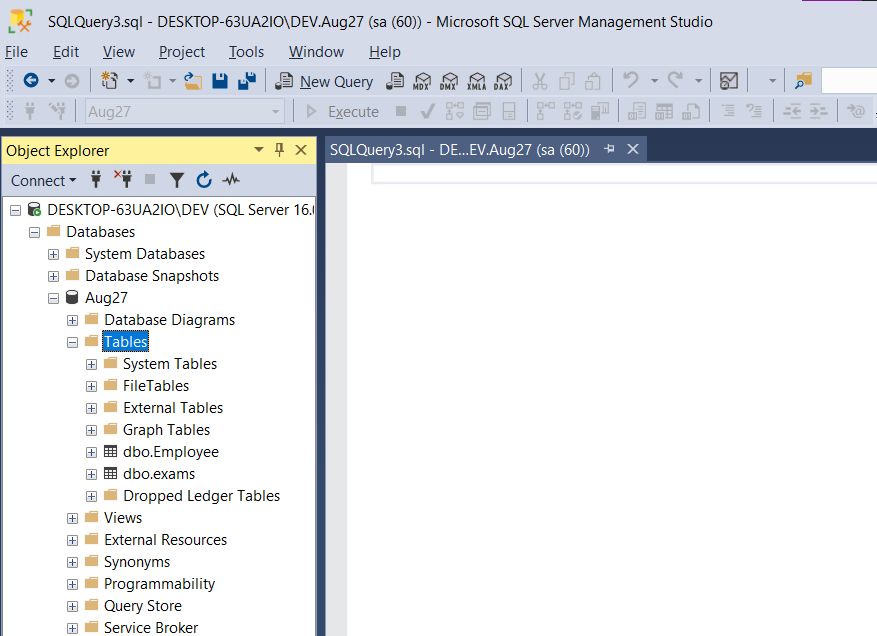 SQLQuery3.sql - DESKTOP-63UA2IO\DEV.Aug27 (sa (60)) - Microsoft SQL Server Management Studio
File Edit View Project Tools Window Help
New Query MDX DMX XMLA DAX
Aug27 Execute
Object Explorer
SQLQuery3.sql - DE...EV.Aug27 (sa (60))
Connect
DESKTOP-63UA2IO\DEV (SQL Server 16.0
Databases
System Databases
Database Snapshots
Aug27
Database Diagrams
Tables
System Tables
FileTables
External Tables
Graph Tables
dbo.Employee
dbo.exams
Dropped Ledger Tables
Views
External Resources
Synonyms
Programmability
Query Store
Service Broker